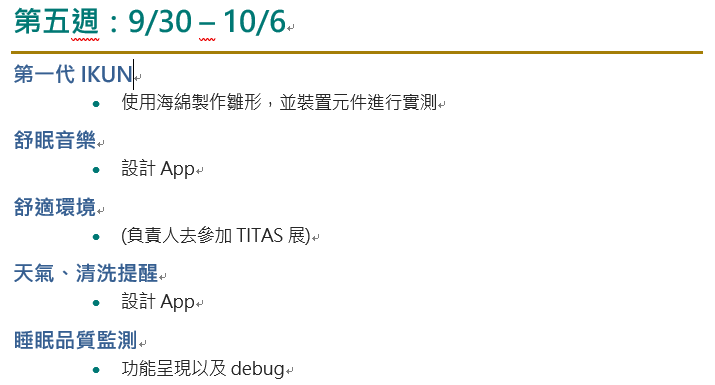 第五週：9/30 – 10/6
第一代 IKUN
使用海綿製作雛形，並裝置元件進行實測
舒眠音樂
設計 App
舒適環境
(負責人去參加 TITAS 展)
天氣、清洗提醒
設計 App
睡眠品質監測
功能呈現以及 debug